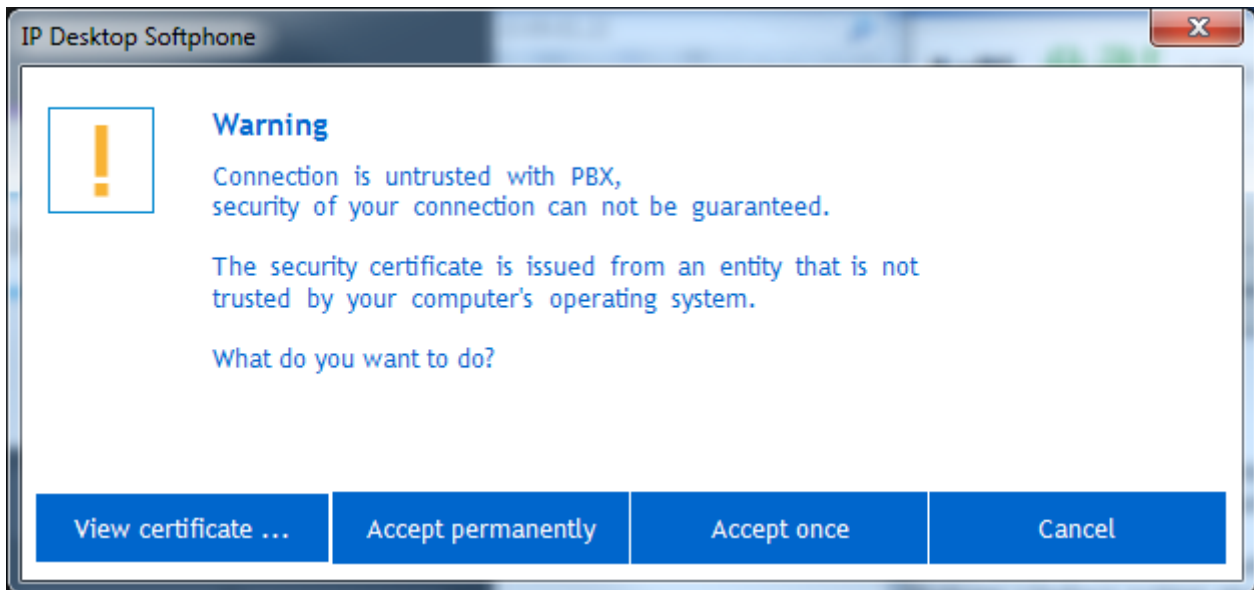 IP Desktop Softphone
Warning
Connection is untrusted with PBX,
security of your connection can not be guaranteed.
The security certificate is issued from an entity that is not
trusted by your computer's operating system.
What do you want to do?
View certificate ...
Accept permanently
Accept once
Cancel